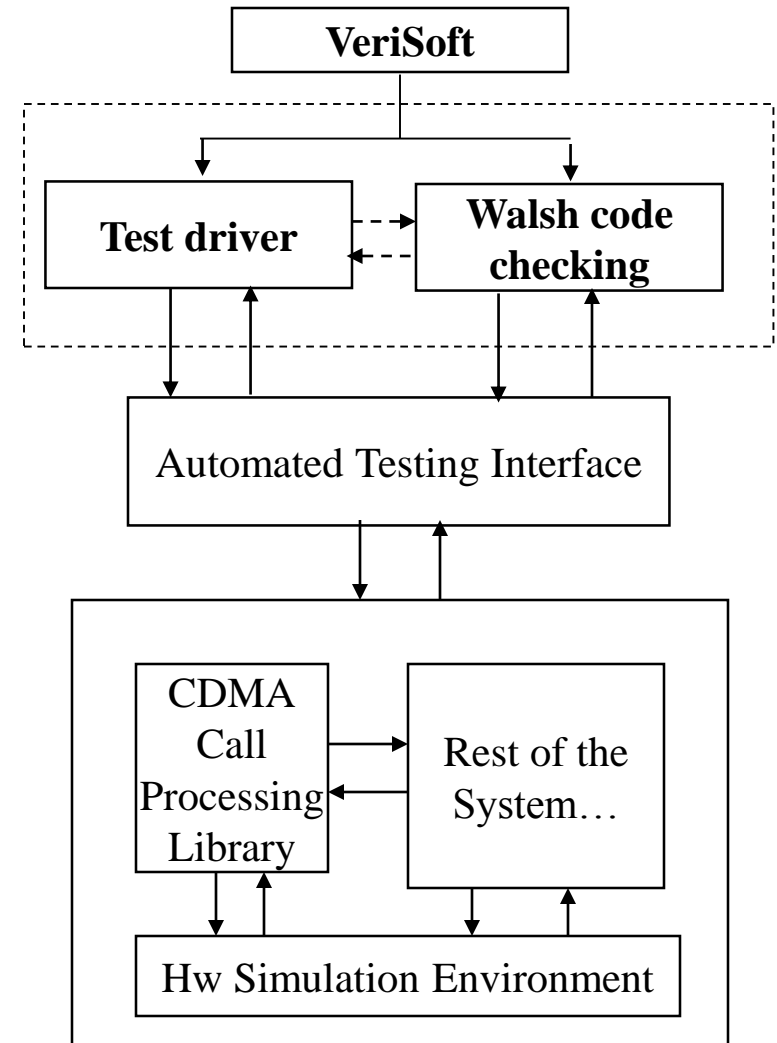 VeriSoft
Test driver
Walsh code
checking
Automated Testing Interface
CDMA
Call
Processing
Library
Rest of the
System…
Hw Simulation Environment